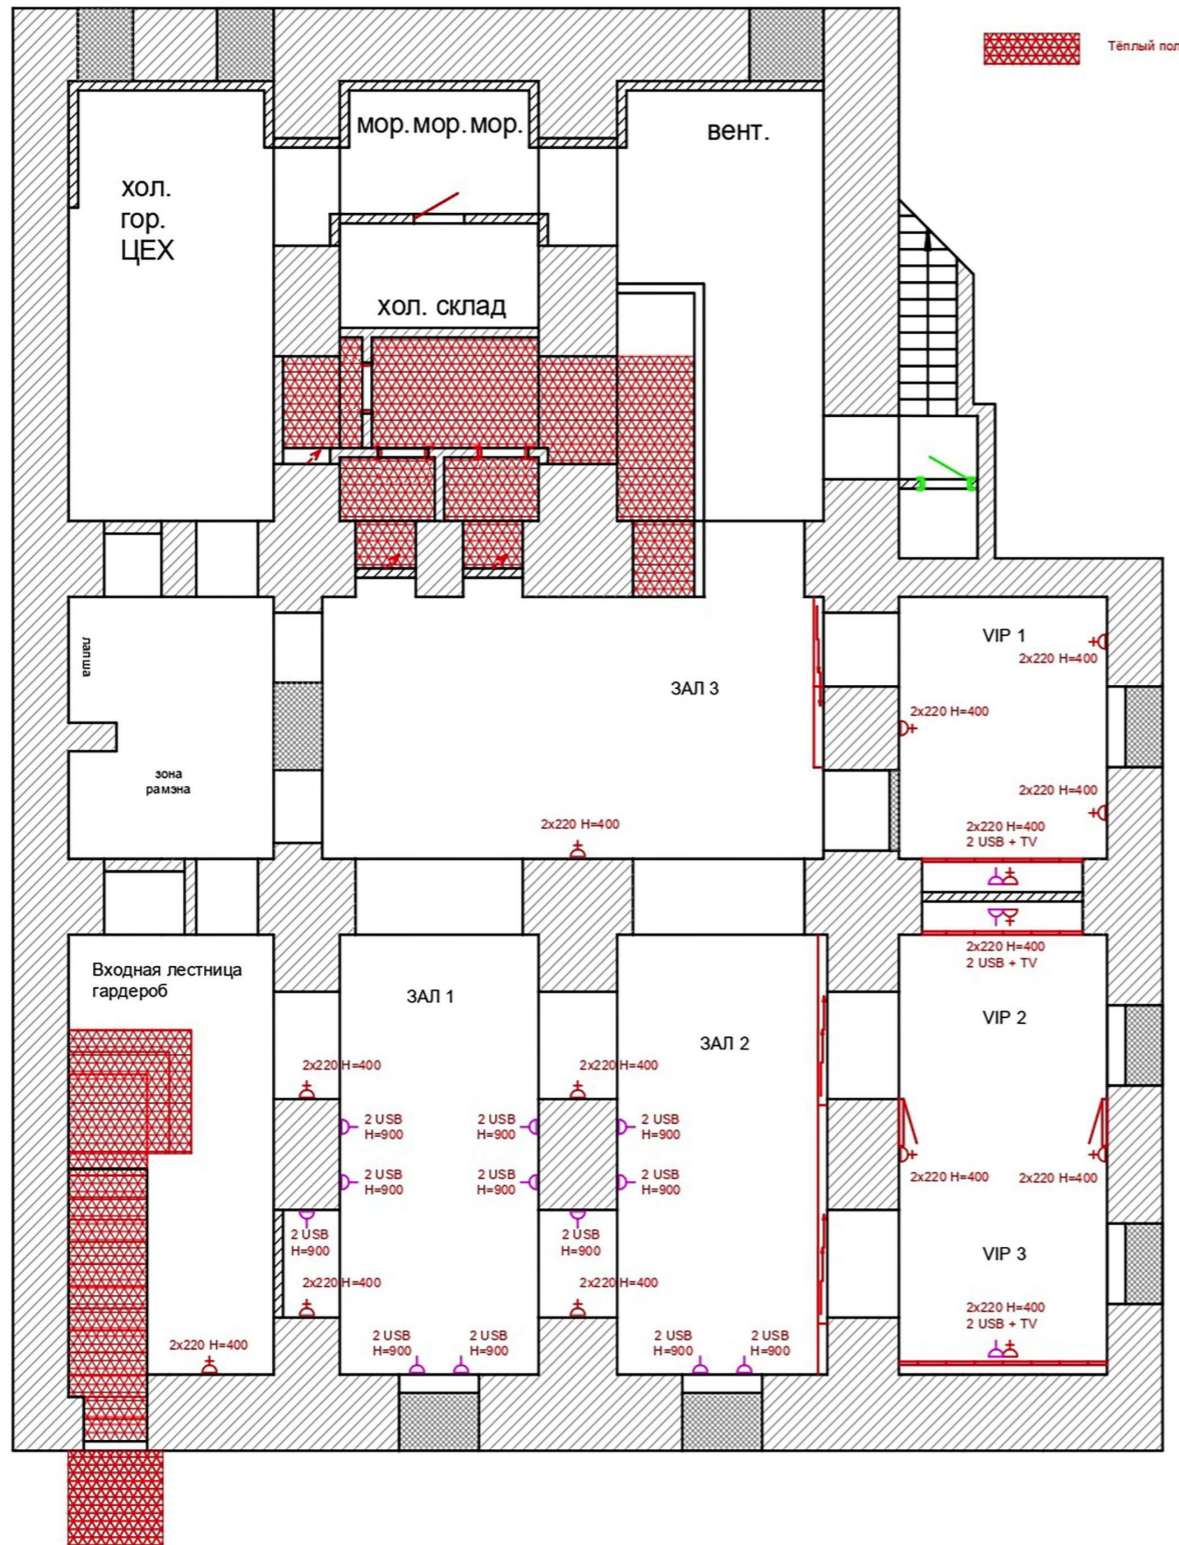 Тёплый пол
мор. мор. мор.
вент.
хол.
гор.
ЦЕХ
хол. склад
лапша
зона
рамэна
ЗАЛ 3
2x220 H=400
VIP 1
2x220 H=400
2x220 H=400
2x220 H=400
2x220 H=400
2 USB + TV
2x220 H=400
2 USB + TV
VIP 2
Входная лестница
гардероб
ЗАЛ 1
ЗАЛ 2
2x220 H=400
2x220 H=400
2 USB
H=900
2 USB
H=900
2 USB
H=900
2 USB
H=900
2 USB
H=900
2 USB
H=900
2x220 H=400
2x220 H=400
2 USB
H=900
2 USB
H=900
VIP 3
2x220 H=400
2x220 H=400
2x220 H=400
2 USB + TV
2x220 H=400
2 USB
H=900
2 USB
H=900
2 USB
H=900
2 USB
H=900